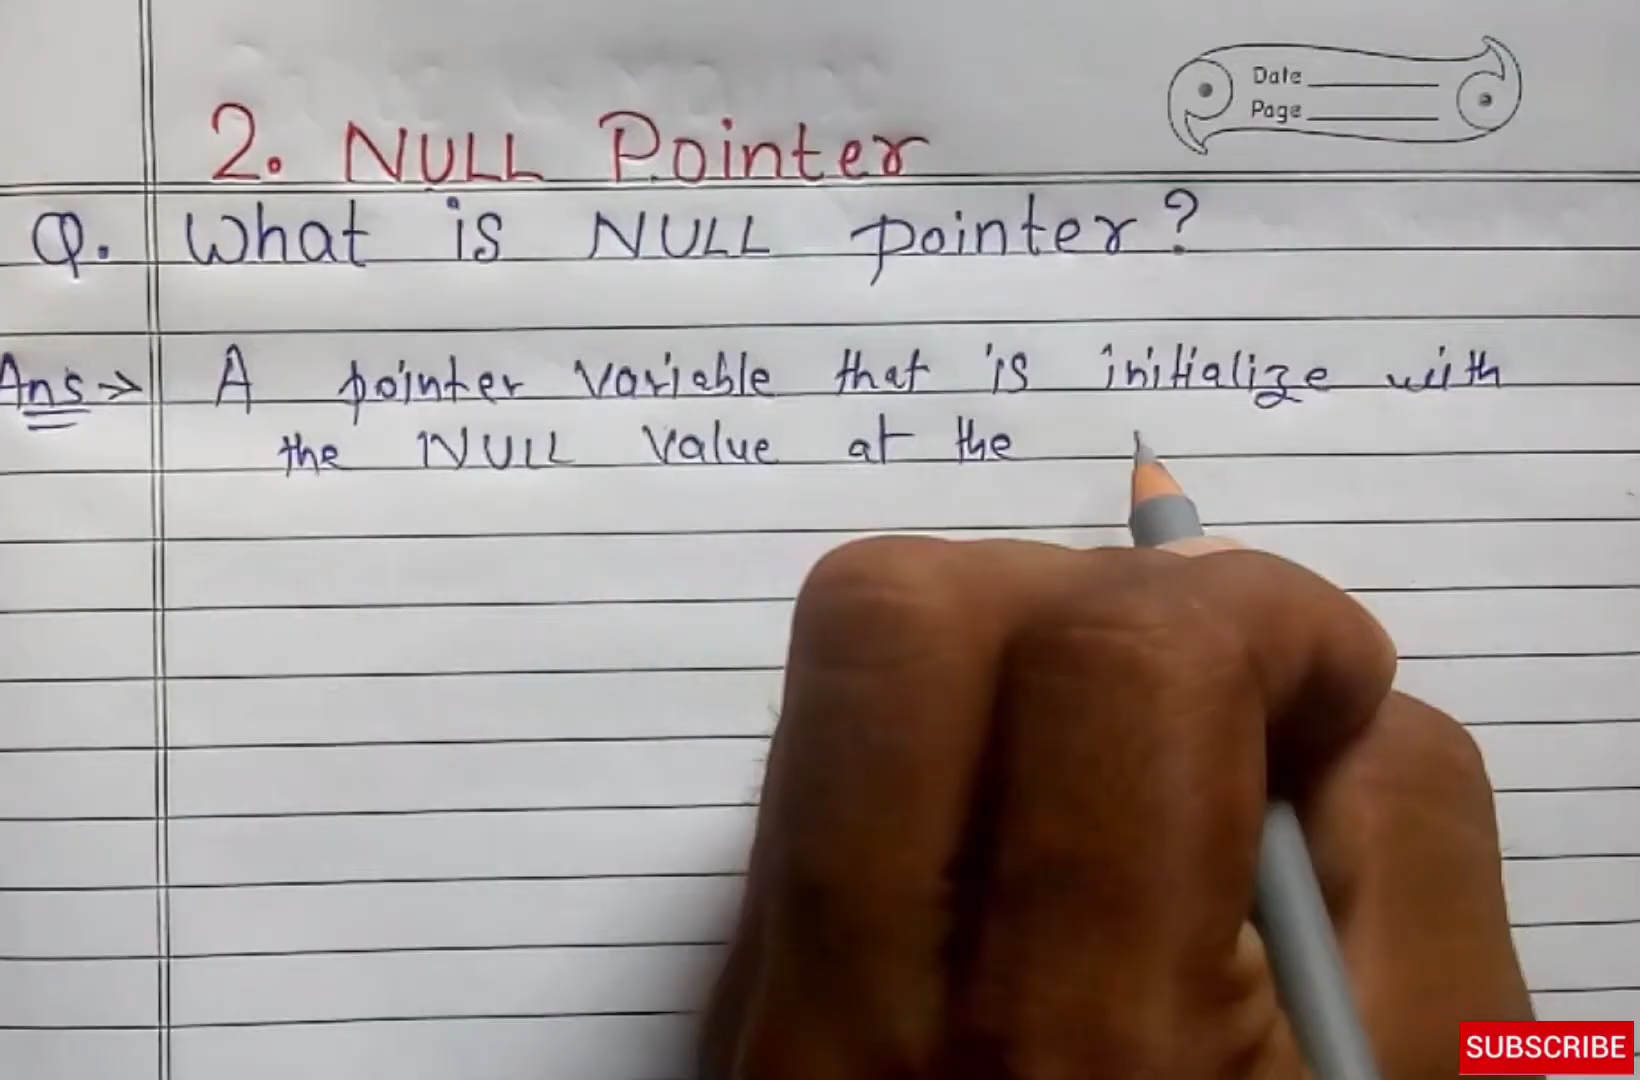 Date
Page
2. NULL Pointer
Q. What is NULL pointer?
Ans → A pointer variable that is initialize with
the NULL value at the
SUBSCRIBE